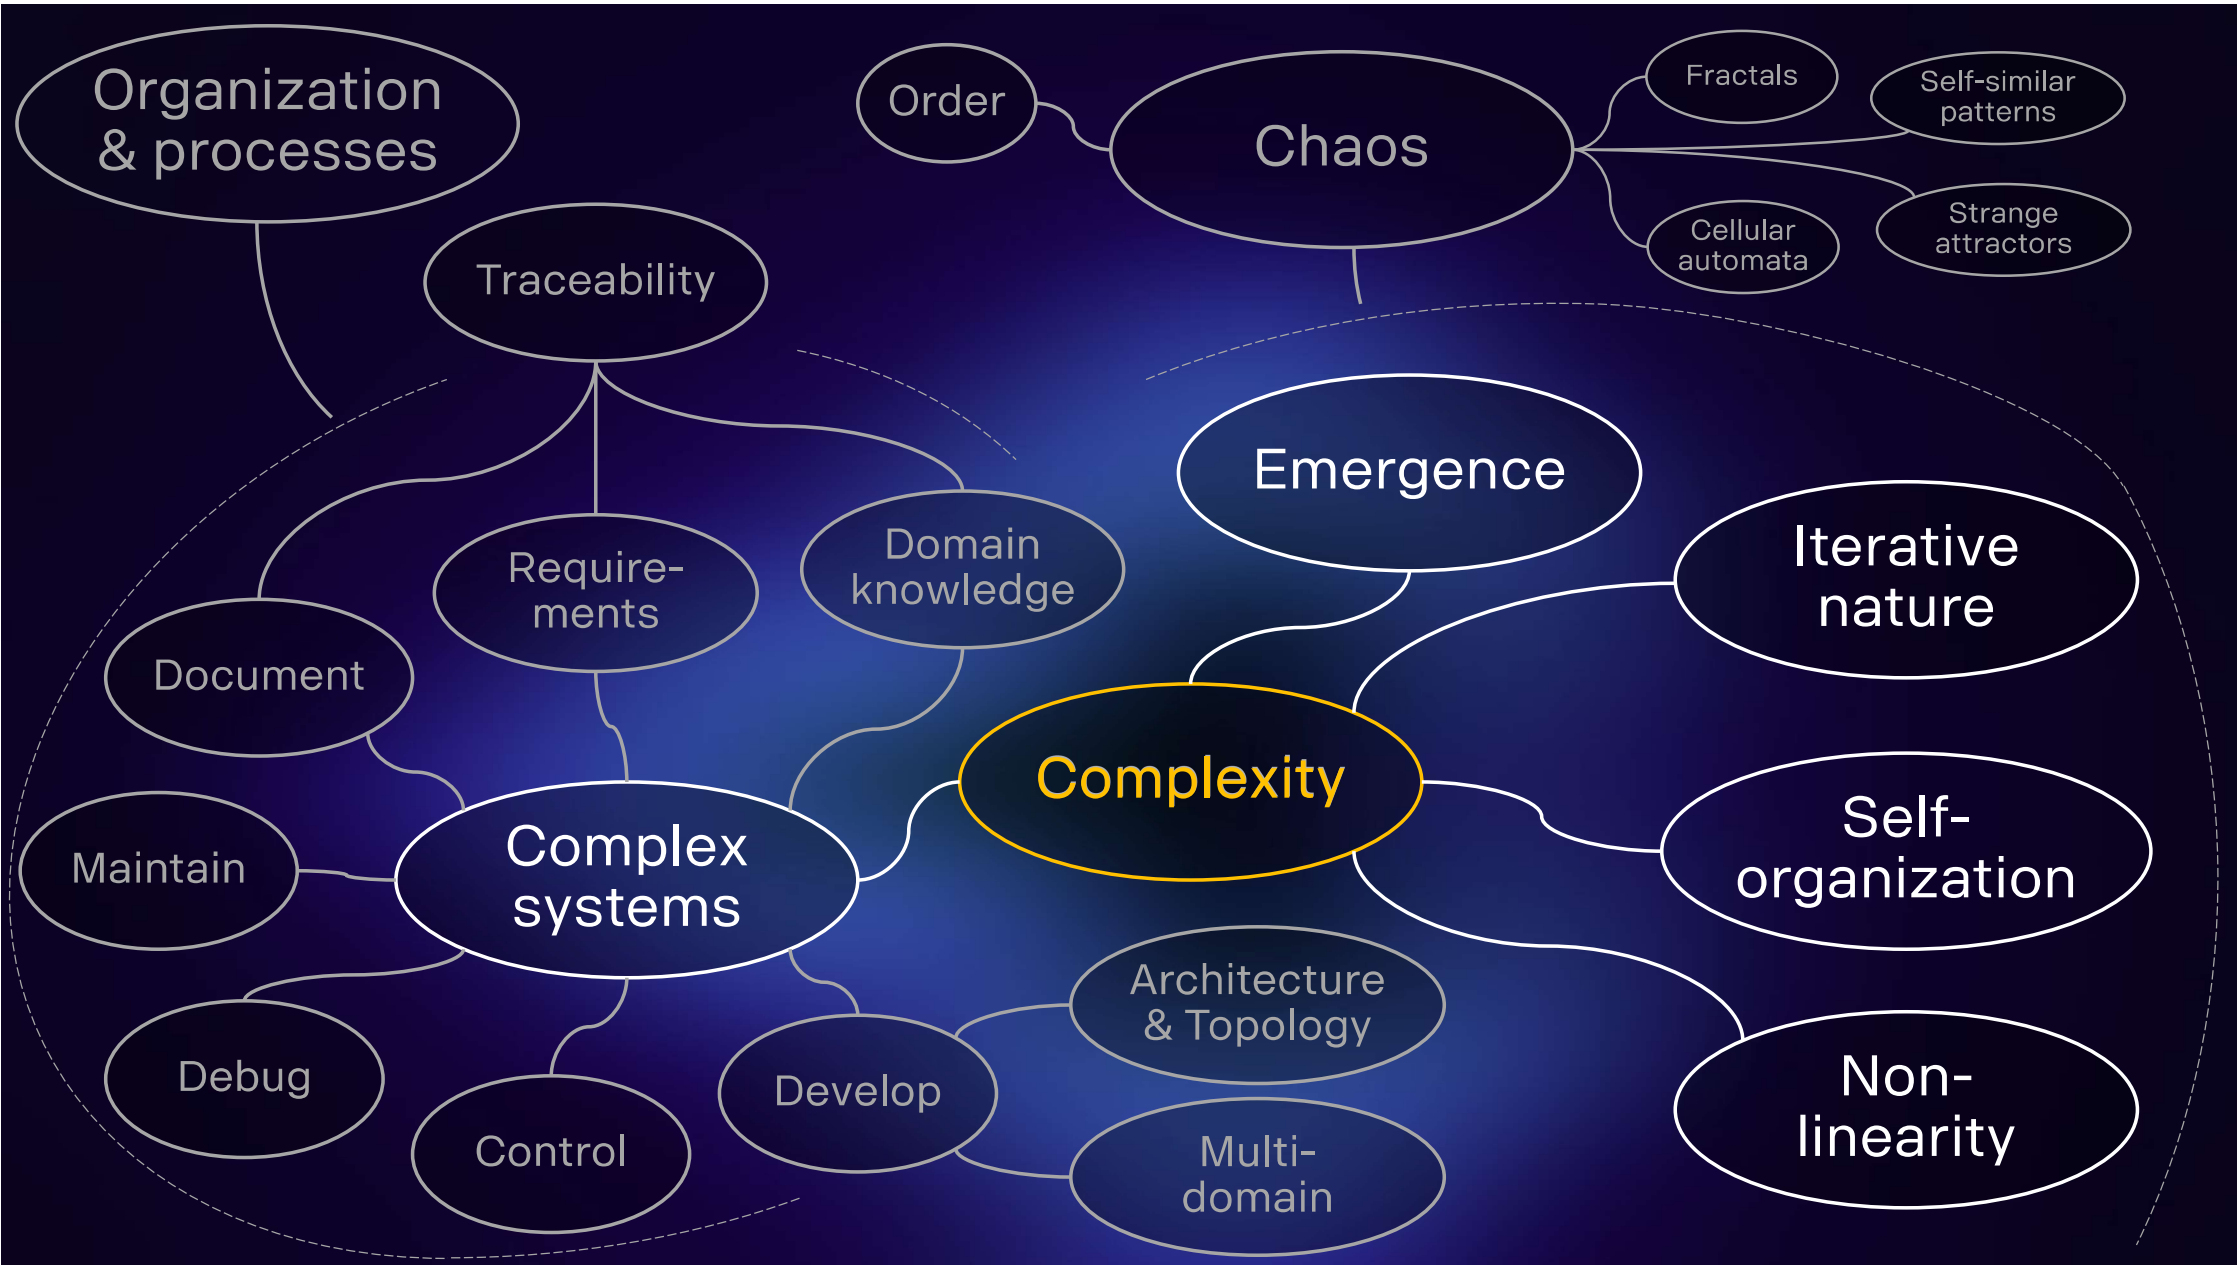 Organization
& processes
Order
Chaos
Fractals
Self-similar
patterns
Cellular
automata
Strange
attractors
Traceability
Emergence
Iterative
nature
Require-
ments
Domain
knowledge
Document
Complexity
Self-
organization
Maintain
Complex
systems
Architecture
& Topology
Debug
Control
Develop
Multi-
domain
Non-
linearity